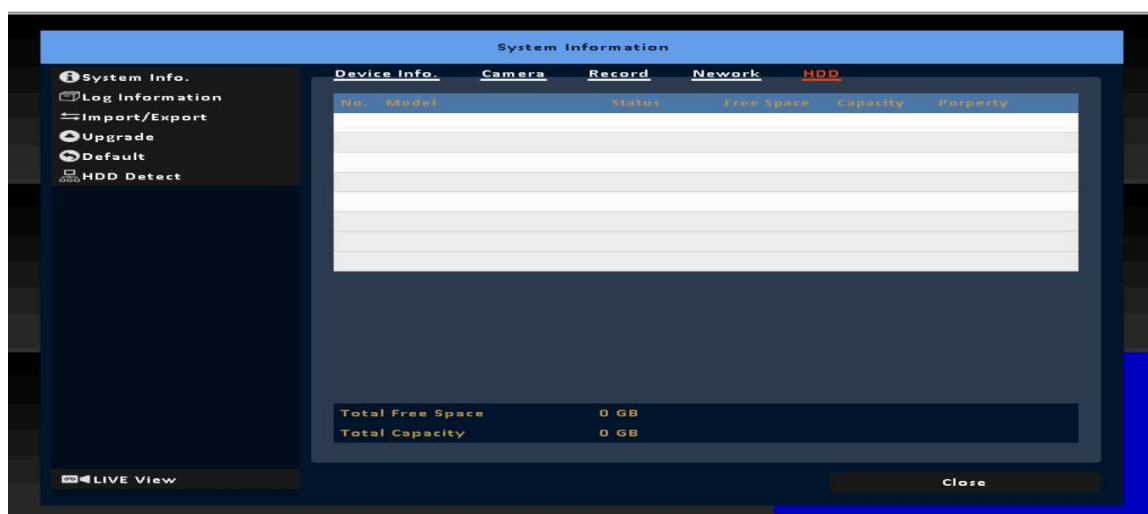 System Information
System Info.
Log Information
Import/Export
Upgrade
Default
HDD Detect
LIVE View
Device Info. Camera Record Nework HDD
No. Model Status Free Space Capacity Porperty
Total Free Space 0 GB
Total Capacity 0 GB
Close